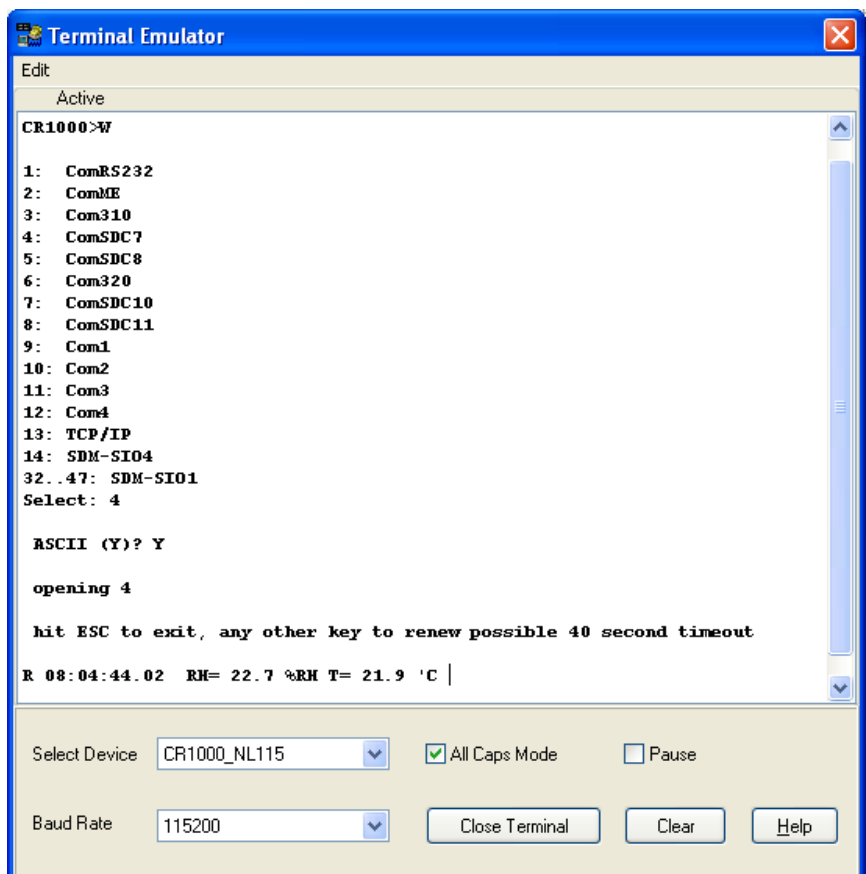 Terminal Emulator
Edit
Active
CR1000>W
1: ComRS232
2: ComME
3: Com310
4: ComSDC7
5: ComSDC8
6: Com320
7: ComSDC10
8: ComSDC11
9: Com1
10: Com2
11: Com3
12: Com4
13: TCP/IP
14: SDM-SIO4
32..47: SDM-SIO1
Select: 4
ASCII (Y)? Y
opening 4
hit ESC to exit, any other key to renew possible 40 second timeout
R 08:04:44.02 RH= 22.7 %RH T= 21.9 'C
Select Device CR1000_NL115 All Caps Mode Pause
Baud Rate 115200 Close Terminal Clear Help